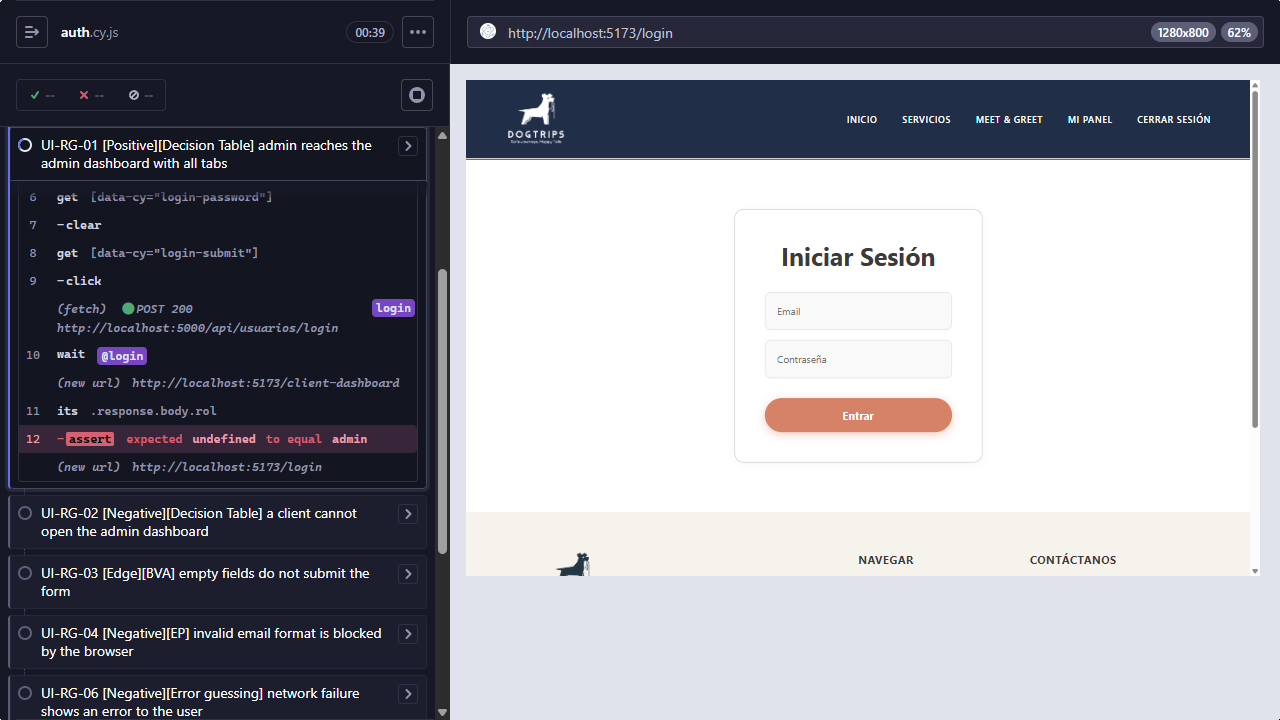 auth.cy.js
00:39
--
--
--
UI-RG-01 [Positive][Decision Table] admin reaches the
admin dashboard with all tabs
6 get [data-cy="login-password"]
7 -clear
8 get [data-cy="login-submit"]
9 -click
(fetch) POST 200 login
http://localhost:5000/api/usuarios/login
10 wait @login
(new url) http://localhost:5173/client-dashboard
11 its .response.body.rol
12 -assert expected undefined to equal admin
(new url) http://localhost:5173/login
UI-RG-02 [Negative][Decision Table] a client cannot
open the admin dashboard
UI-RG-03 [Edge][BVA] empty fields do not submit the
form
UI-RG-04 [Negative][EP] invalid email format is blocked
by the browser
UI-RG-06 [Negative][Error guessing] network failure
shows an error to the user
http://localhost:5173/login
1280x800 62%
DOGTRIPS
Safe Journeys, Happy Tails
INICIO SERVICIOS MEET & GREET MI PANEL CERRAR SESIÓN
Iniciar Sesión
Email
Contraseña
Entrar
NAVEGAR CONTÁCTANOS